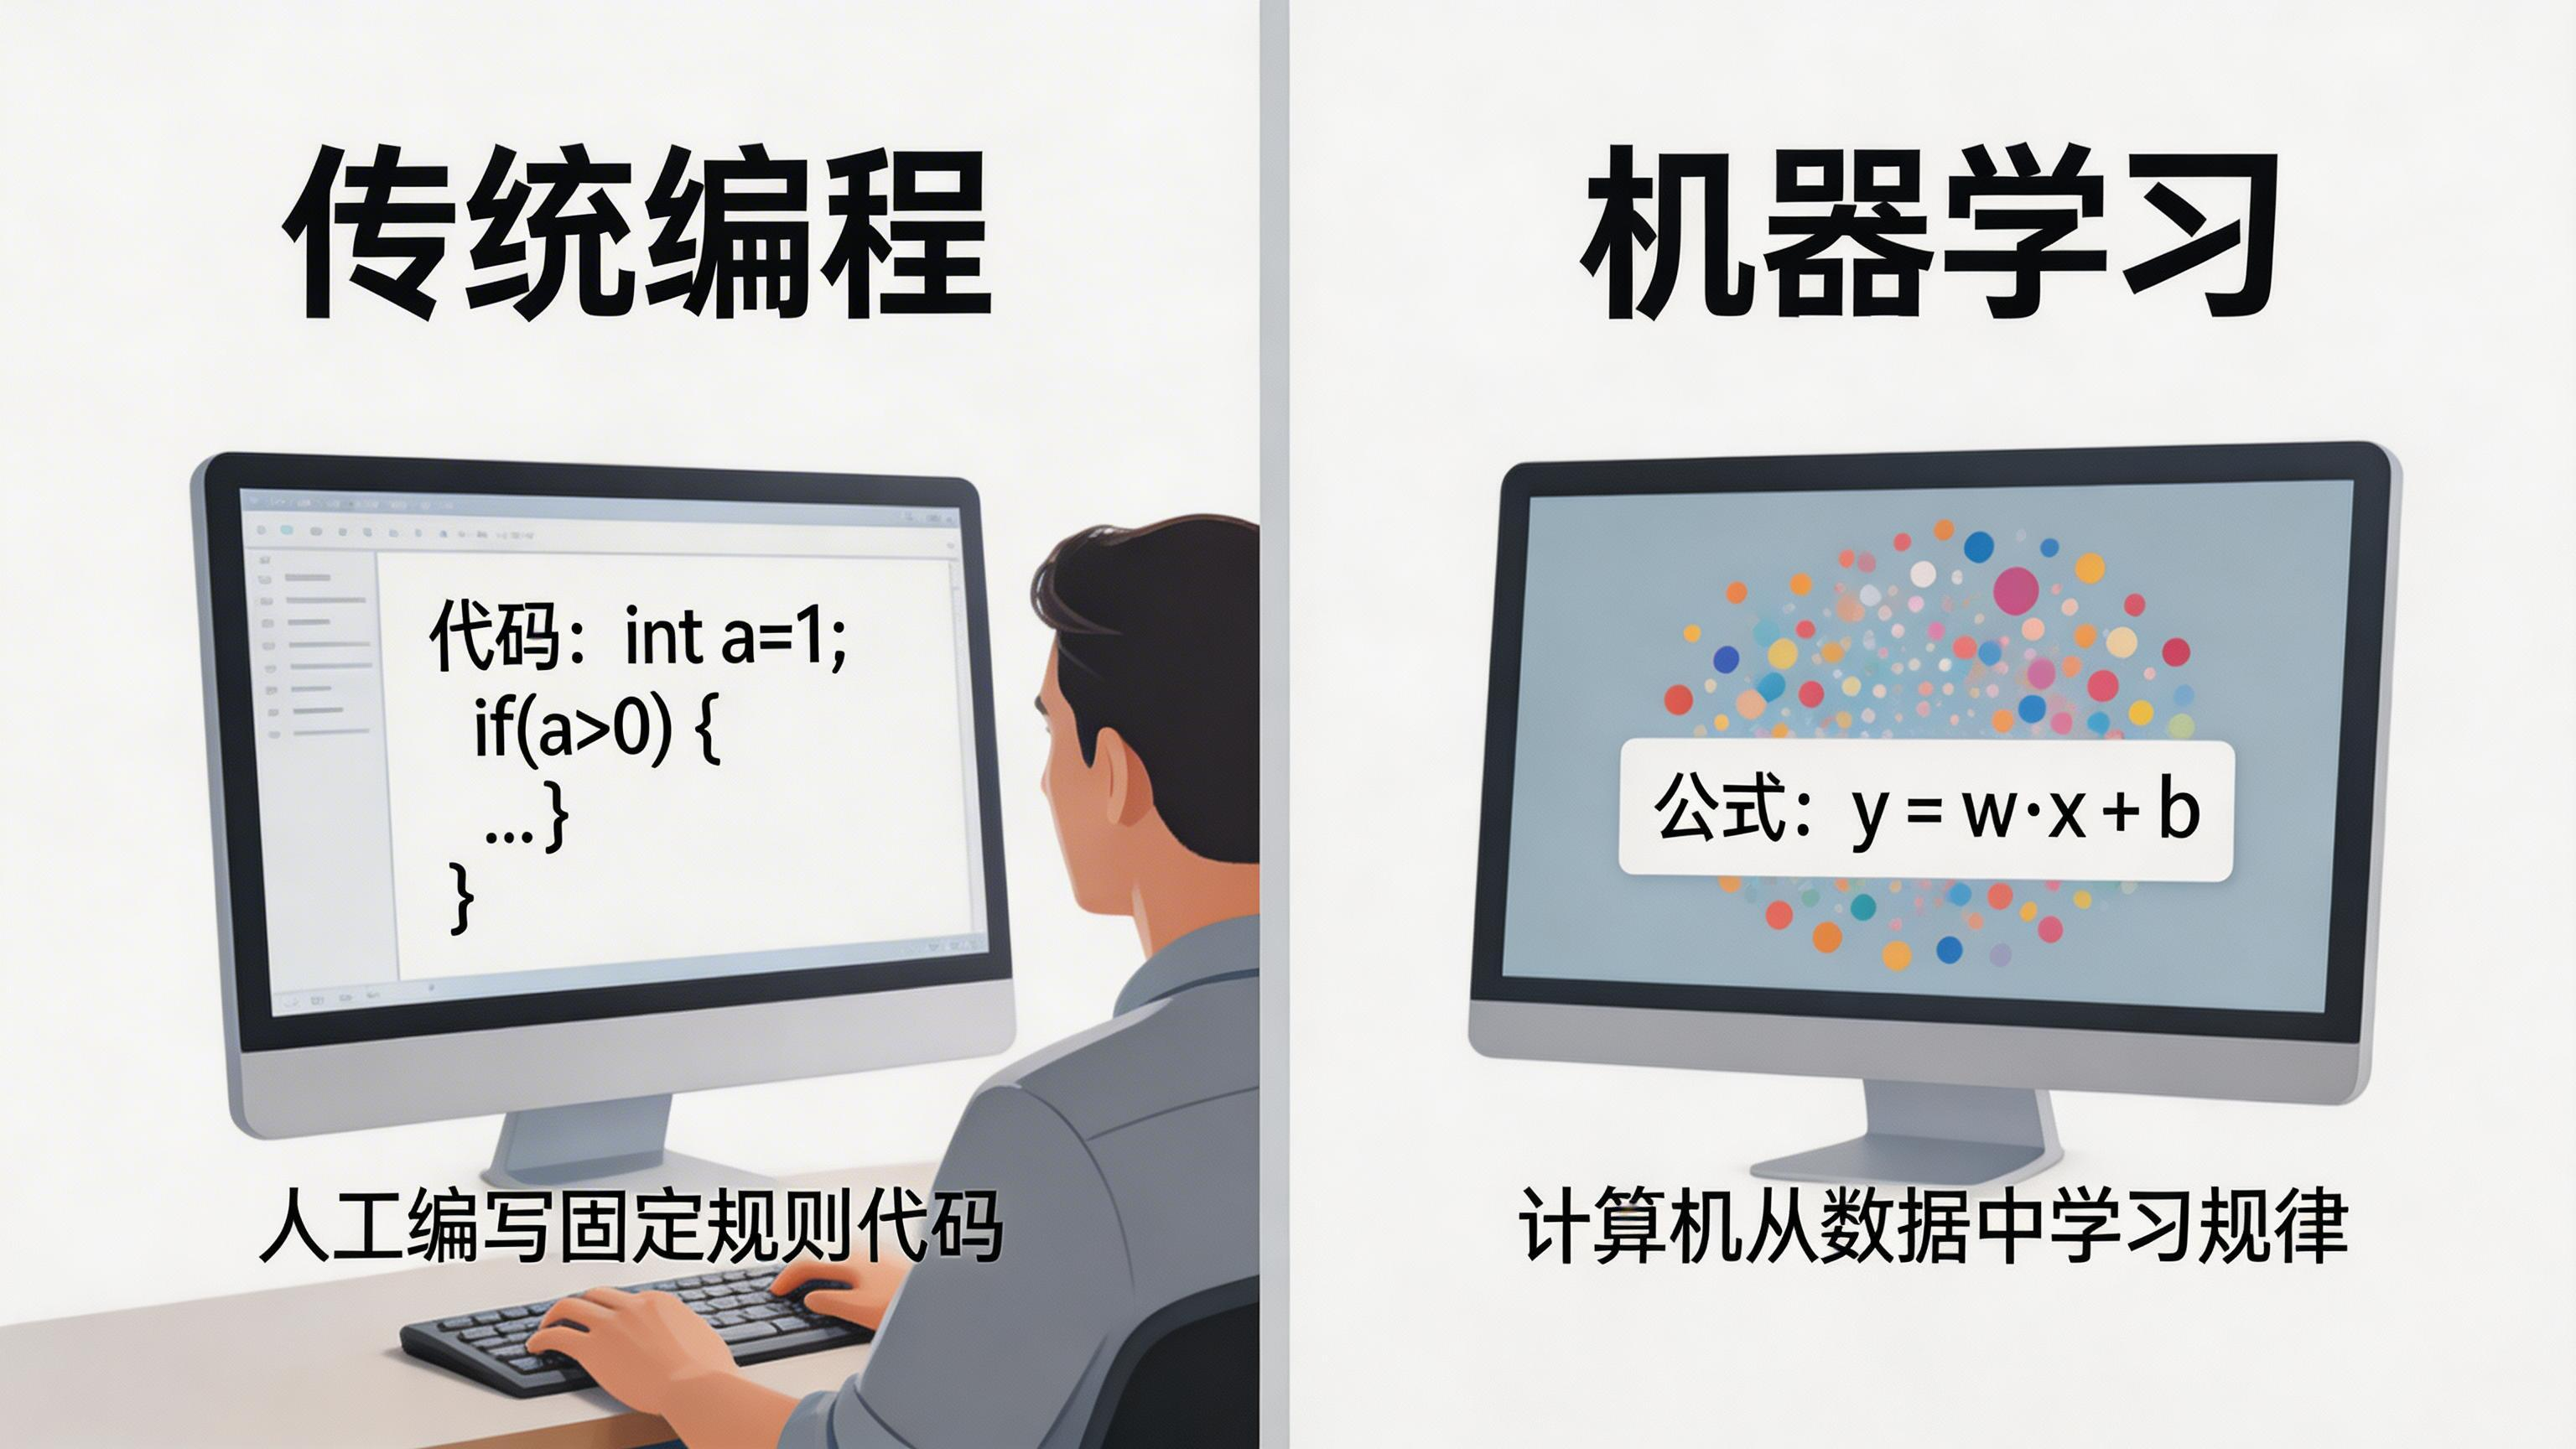 传统编程
代码：int a=1;
if(a>0) {
...}
}
人工编写固定规则代码
机器学习
公式：y = w·x + b
计算机从数据中学习规律